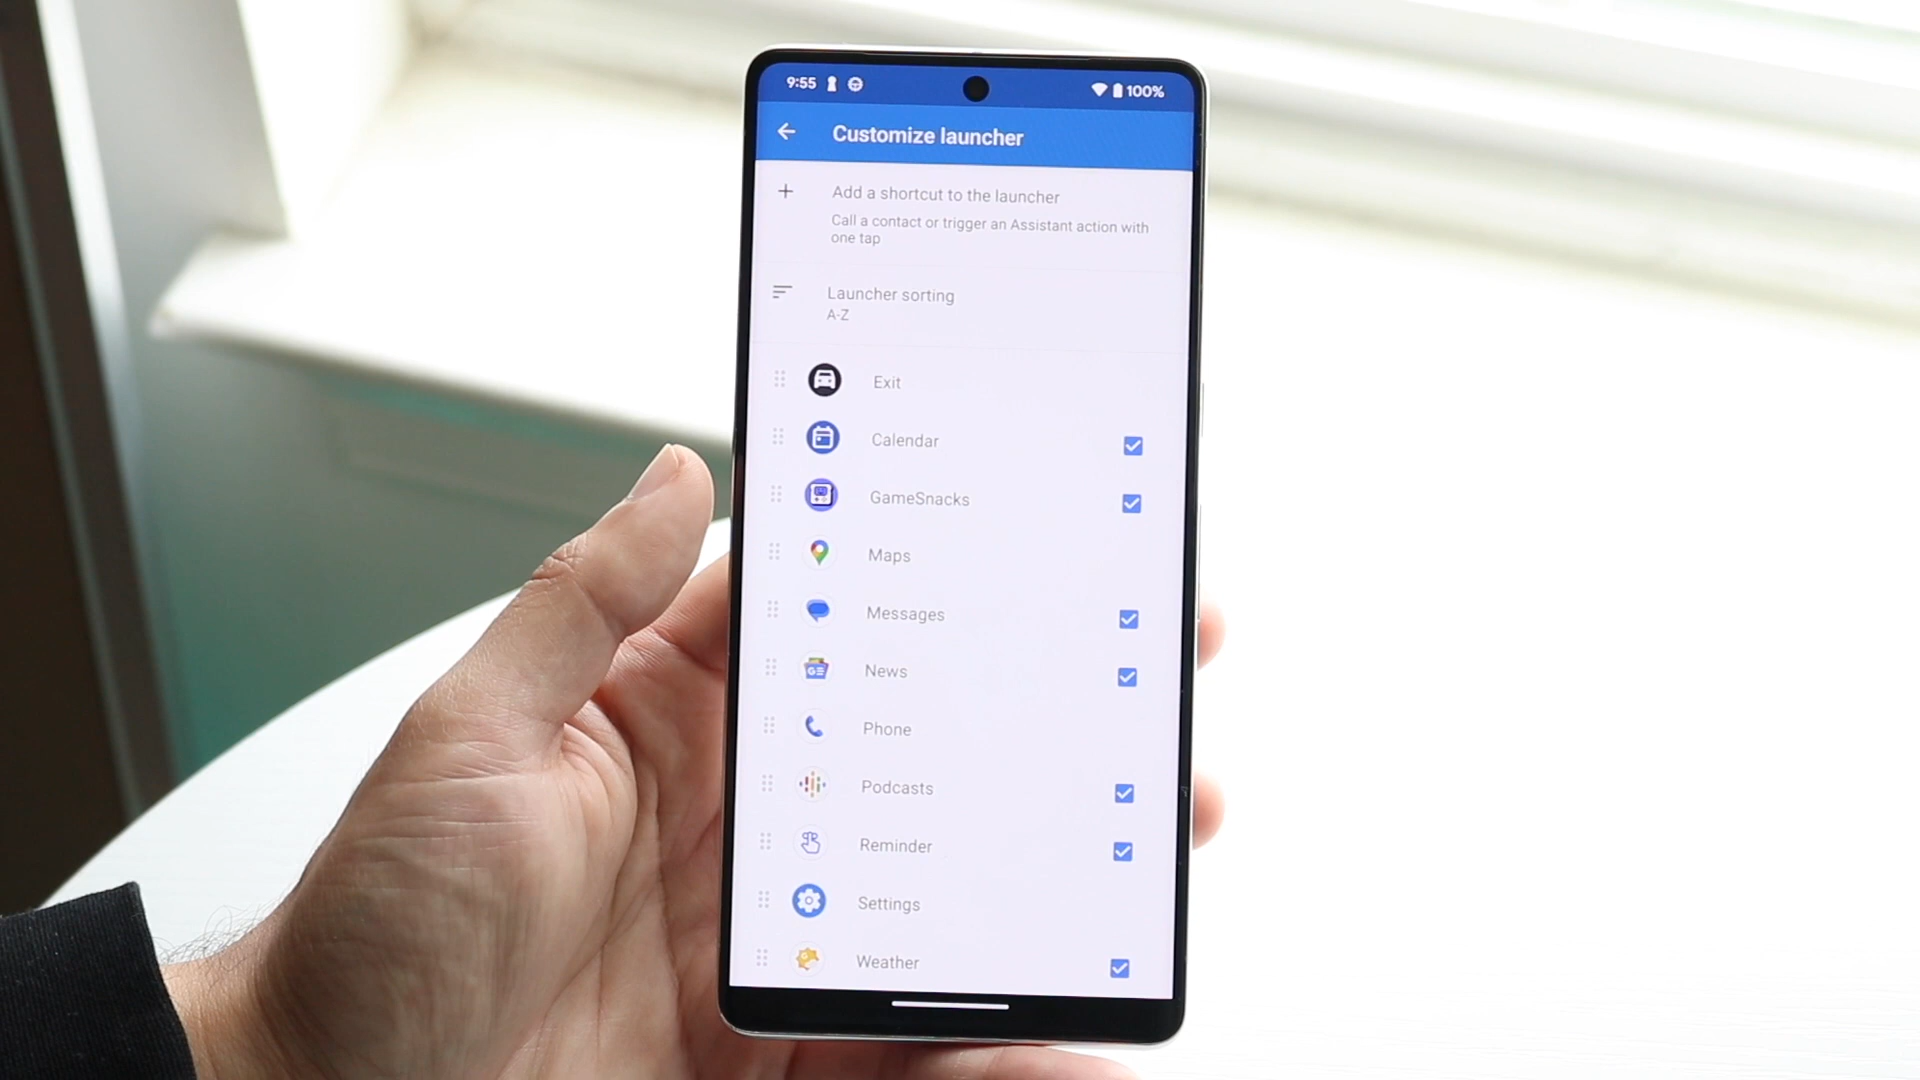 9:55
100%
Customize launcher
Add a shortcut to the launcher
Call a contact or trigger an Assistant action with
one tap
Launcher sorting
A-Z
Exit
Calendar
GameSnacks
Maps
Messages
News
Phone
Podcasts
Reminder
Settings
Weather